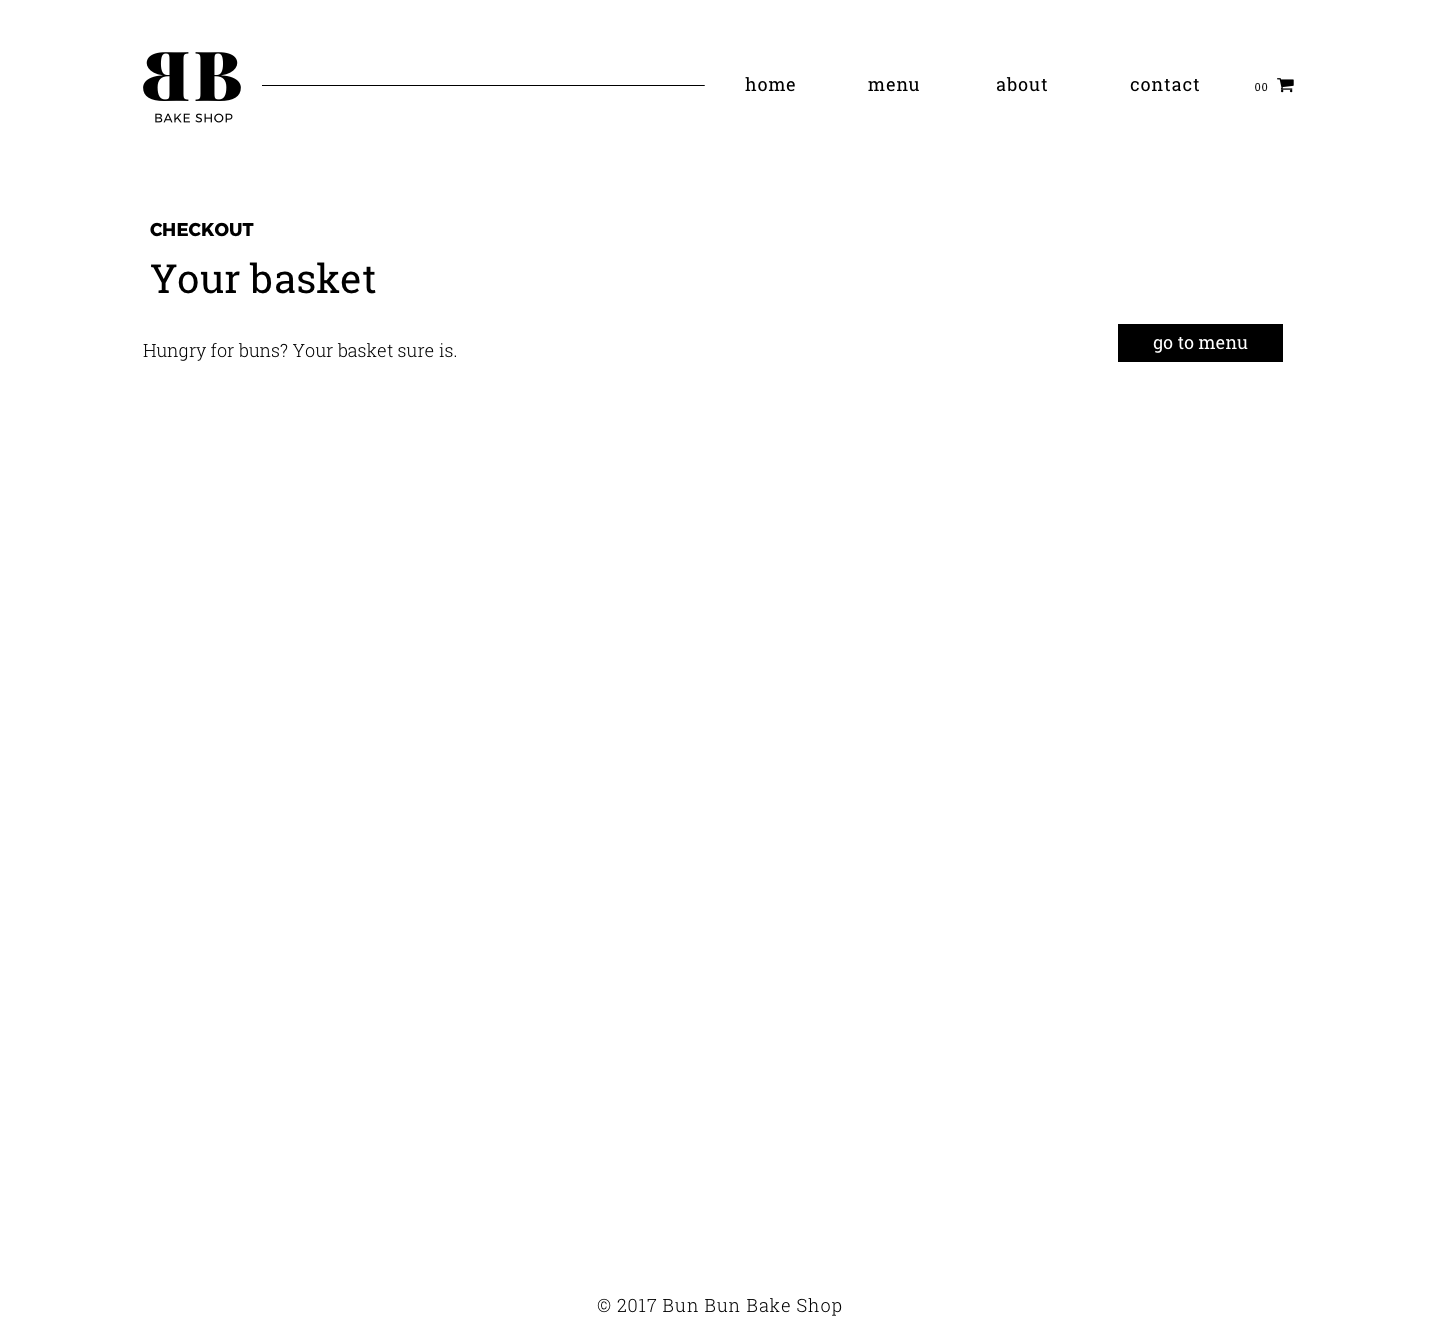 BB
BAKE SHOP
home menu about contact 00
CHECKOUT
Your basket
Hungry for buns? Your basket sure is.
go to menu
© 2017 Bun Bun Bake Shop